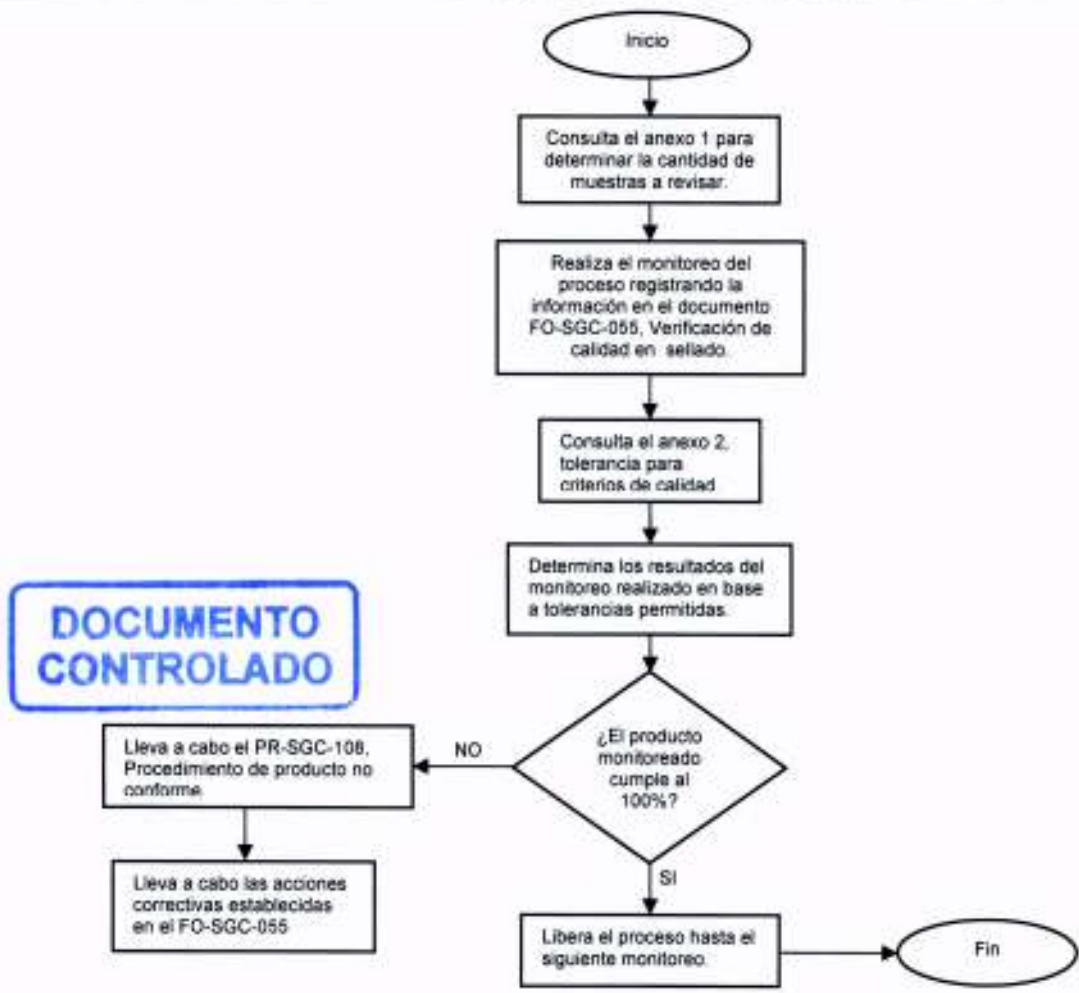 Inicio
Consulta el anexo 1 para
determinar la cantidad de
muestras a revisar.
Realiza el monitoreo del
proceso registrando la
información en el documento
FO-SGC-055, Verificación de
calidad en sellado.
Consulta el anexo 2,
tolerancia para
criterios de calidad
Determina los resultados del
monitoreo realizado en base
a tolerancias permitidas.
DOCUMENTO
CONTROLADO
¿El producto
monitoreado
cumple al
100%?
NO
Lleva a cabo el PR-SGC-108,
Procedimiento de producto no
conforme
Lleva a cabo las acciones
correctivas establecidas
en el FO-SGC-055
SI
Libera el proceso hasta el
siguiente monitoreo.
Fin